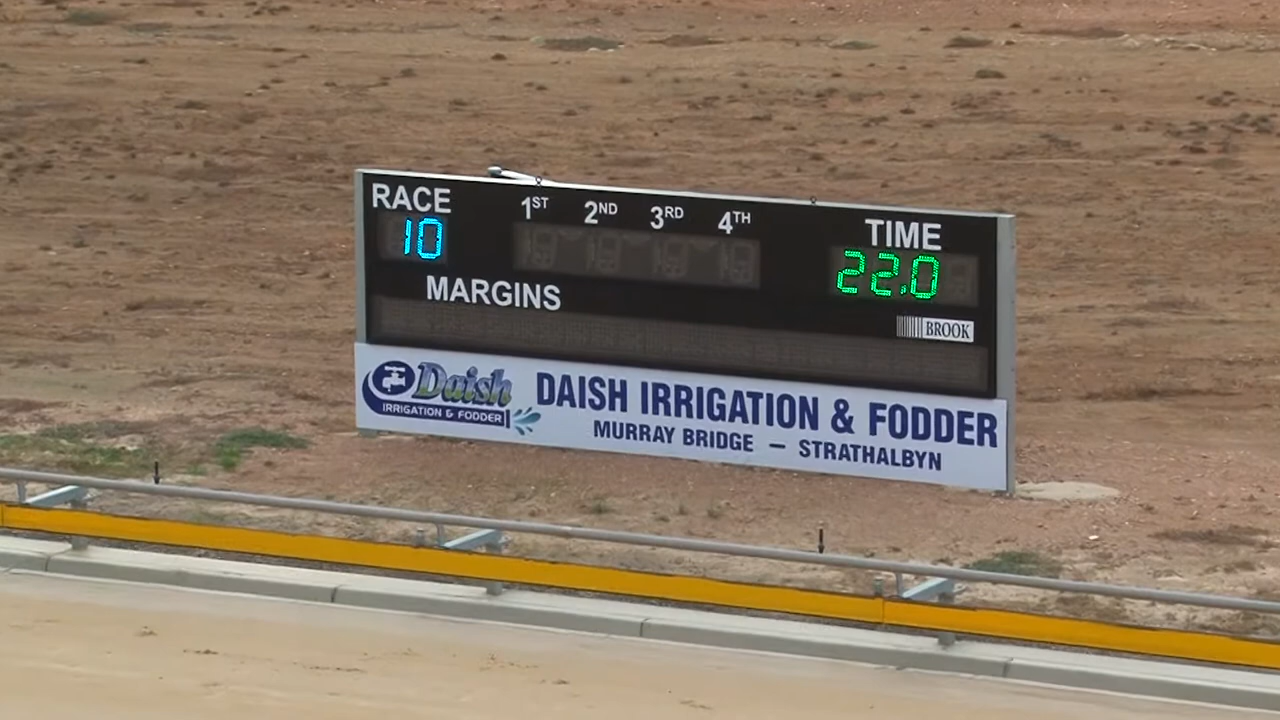 RACE 1ST 2ND 3RD 4TH TIME
10 22.0
MARGINS
BROOK
Daish
IRRIGATION & FODDER
DAISH IRRIGATION & FODDER
MURRAY BRIDGE – STRATHALBYN